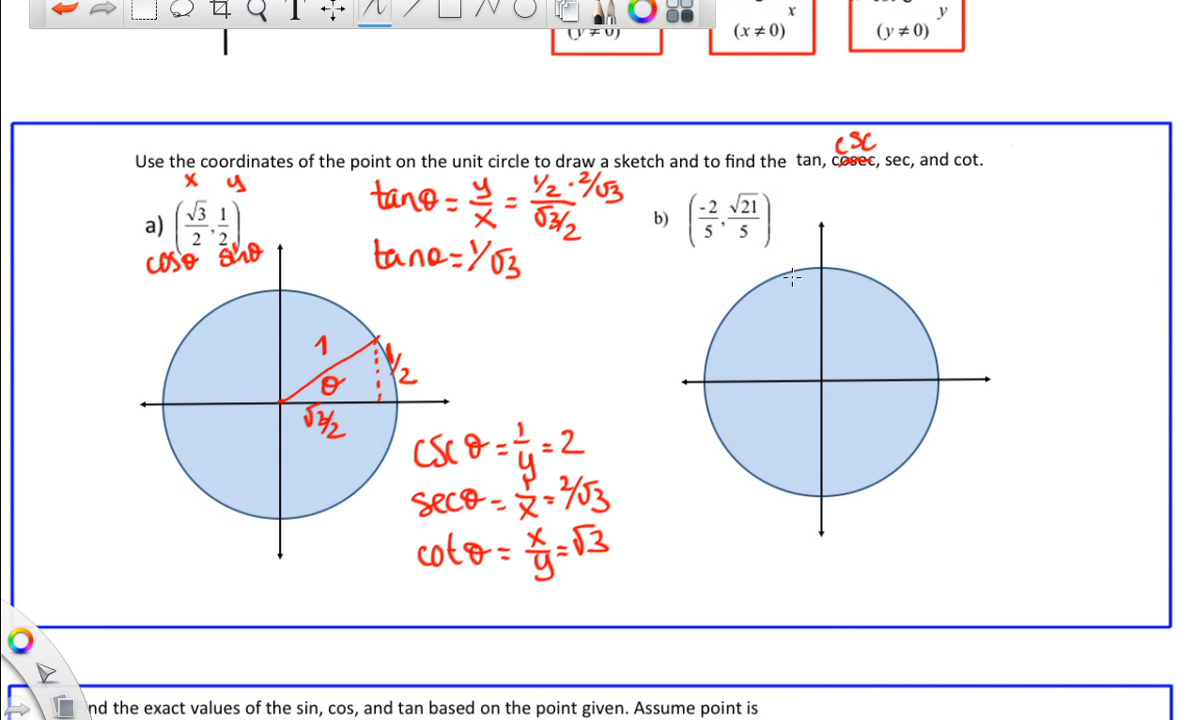 x
y
(y ≠ 0)
(x ≠ 0)
(y ≠ 0)
Use the coordinates of the point on the unit circle to draw a sketch and to find the tan, cosec, sec, and cot.
csc
x y
a) (√3/2, 1/2)
cosθ sinθ
tanθ = y/x = 1/2 · 2/√3 / √3/2
tanθ = 1/√3
b) (-2/5, √21/5)
1
1/2
θ
√3/2
cscθ = 1/y = 2
secθ = 1/x = 2/√3
cotθ = x/y = √3
nd the exact values of the sin, cos, and tan based on the point given. Assume point is